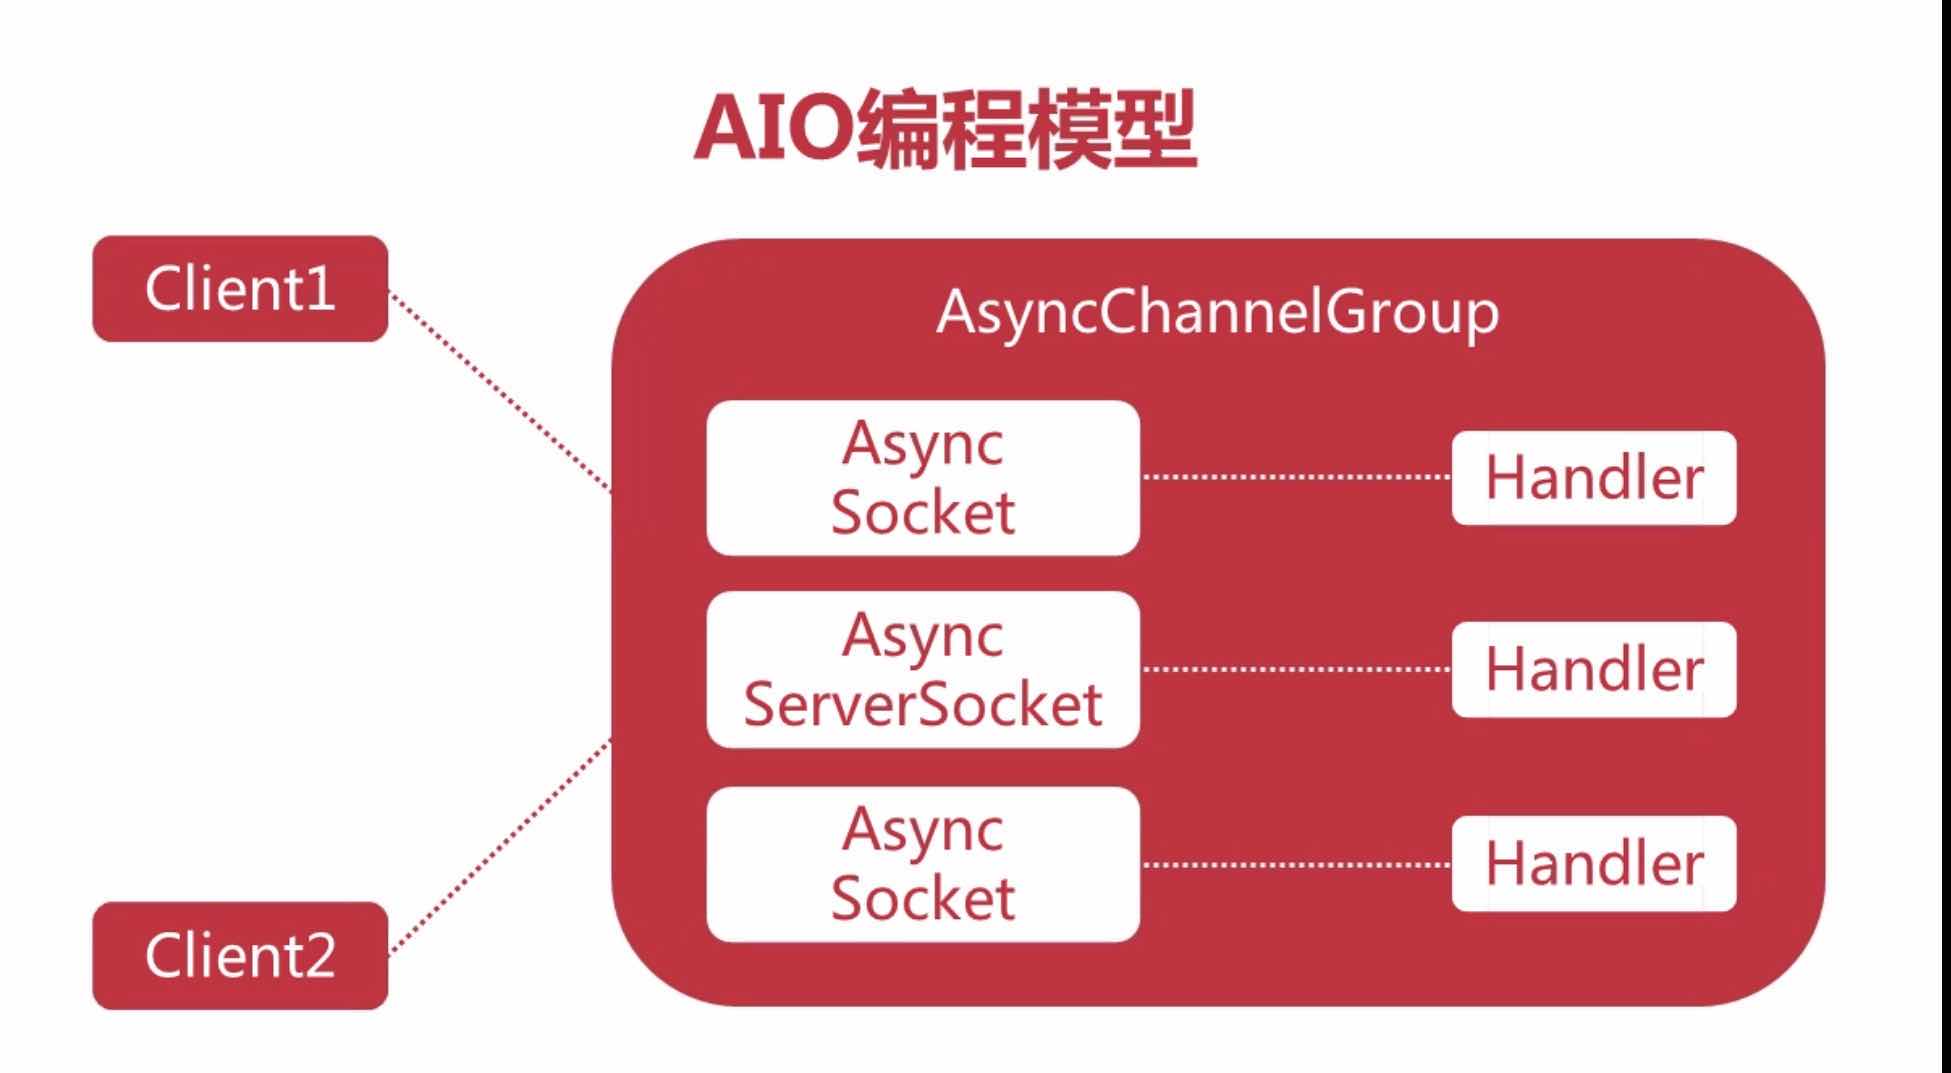 AIO编程模型
Client1
AsyncChannelGroup
Async
Socket
Handler
Async
ServerSocket
Handler
Async
Socket
Handler
Client2